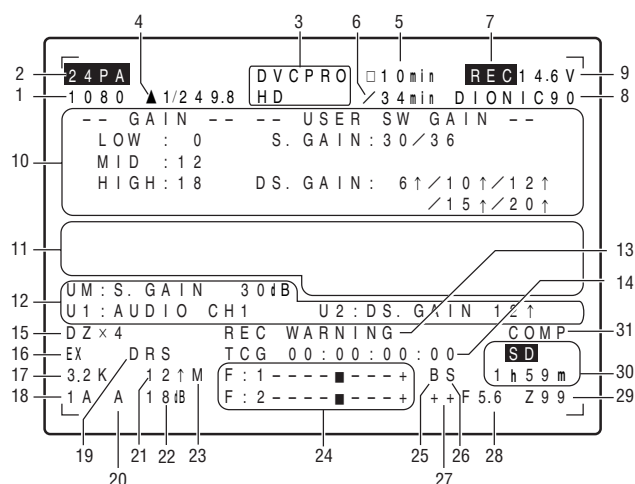 4 3 6 5 7
2 24PA DVCPRO □10min REC 14.6V 9
1 1080 ▲1/249.8 HD ／34min DIONIC90 8
-- GAIN -- -- USER SW GAIN --
10 LOW : 0 S.GAIN:30／36
MID :12
HIGH:18 DS.GAIN: 6↑／10↑／12↑
／15↑／20↑
11
13
14
UM:S.GAIN 30dB
12 U1:AUDIO CH1 U2:DS.GAIN 12↑
31
15 DZ×4 REC WARNING COMP
16 EX DRS TCG 00:00:00:00 SD
17 3.2K 12↑M F:1----■---+ BS 1h59m 30
18 1A A 18dB F:2----■---+ ++F5.6 Z99 29
19 20 21 22 23 24 25 27 26 28